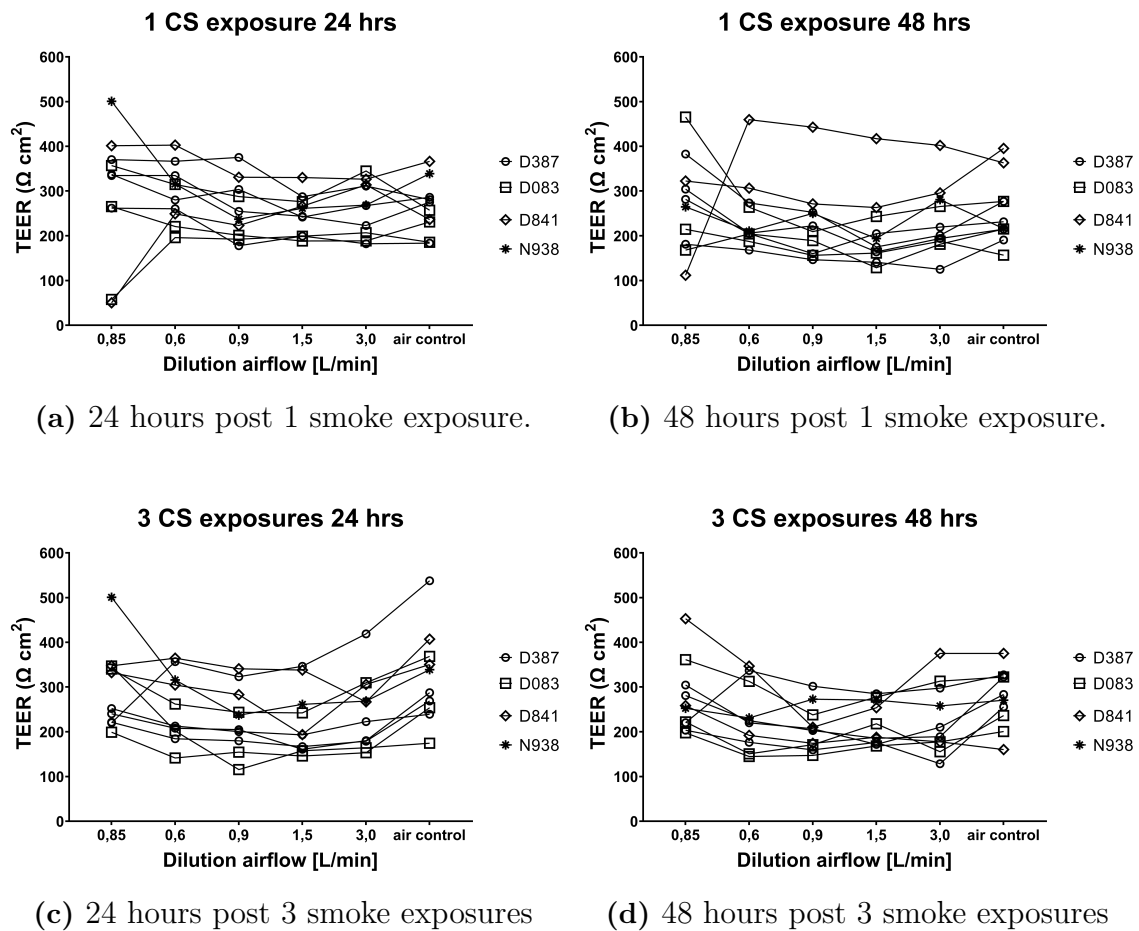 1 CS exposure 24 hrs
TEER (Ω cm²)
600
500
400
300
200
100
0
0,85 0,6 0,9 1,5 3,0 air control
Dilution airflow [L/min]
D387
D083
D841
N938
(a) 24 hours post 1 smoke exposure.
1 CS exposure 48 hrs
TEER (Ω cm²)
600
500
400
300
200
100
0
0,85 0,6 0,9 1,5 3,0 air control
Dilution airflow [L/min]
D387
D083
D841
N938
(b) 48 hours post 1 smoke exposure.
3 CS exposures 24 hrs
TEER (Ω cm²)
600
500
400
300
200
100
0
0,85 0,6 0,9 1,5 3,0 air control
Dilution airflow [L/min]
D387
D083
D841
N938
(c) 24 hours post 3 smoke exposures
3 CS exposures 48 hrs
TEER (Ω cm²)
600
500
400
300
200
100
0
0,85 0,6 0,9 1,5 3,0 air control
Dilution airflow [L/min]
D387
D083
D841
N938
(d) 48 hours post 3 smoke exposures